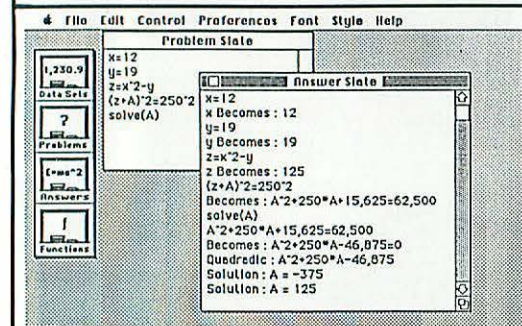 File Edit Control Preferences Font Style Help
1,230.9
Data Sets
?
Problems
E=mc^2
Answers
∫
Functions
Problem Slate
x=12
y=19
z=x^2-y
(z+A)^2=250^2
solve(A)
Answer Slate
x=12
x Becomes : 12
y=19
y Becomes : 19
z=x^2-y
z Becomes : 125
(z+A)^2=250^2
Becomes : A^2+250*A+15,625=62,500
solve(A)
A^2+250*A+15,625=62,500
Becomes : A^2+250*A-46,875=0
Quadradic : A^2+250*A-46,875
Solution : A = -375
Solution : A = 125